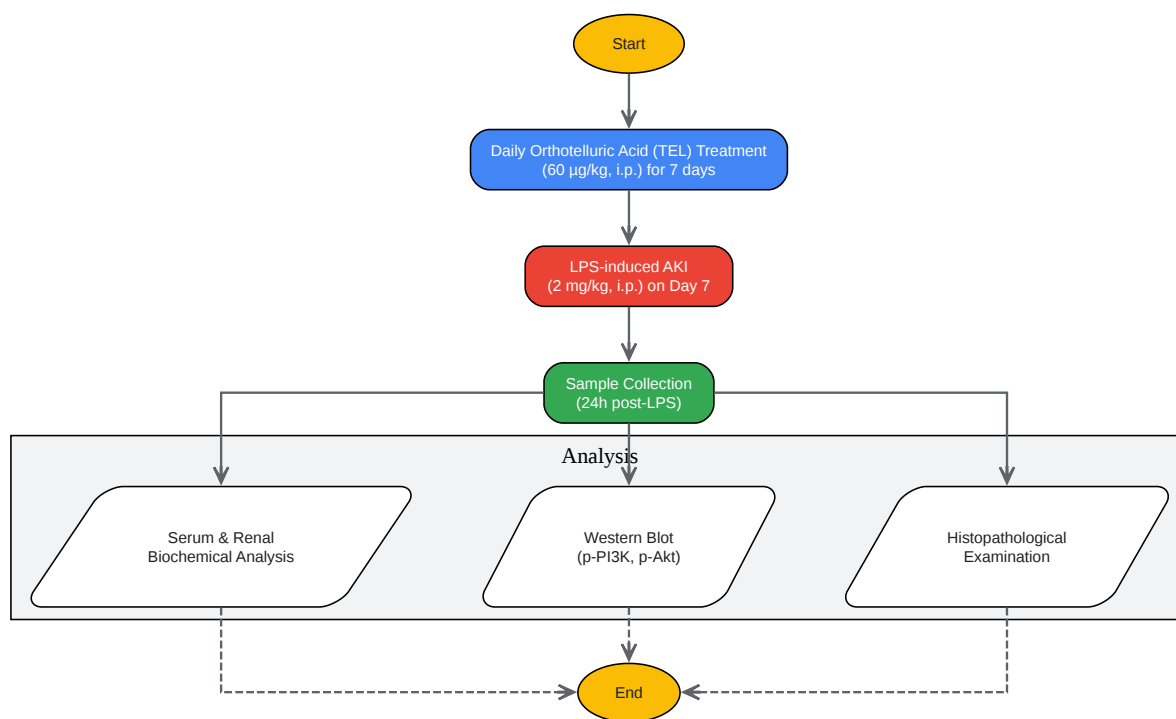 Start
Daily Orthotelluric Acid (TEL) Treatment
(60 µg/kg, i.p.) for 7 days
LPS-induced AKI
(2 mg/kg, i.p.) on Day 7
Sample Collection
(24h post-LPS)
Analysis
Serum & Renal
Biochemical Analysis
Western Blot
(p-PI3K, p-Akt)
Histopathological
Examination
End